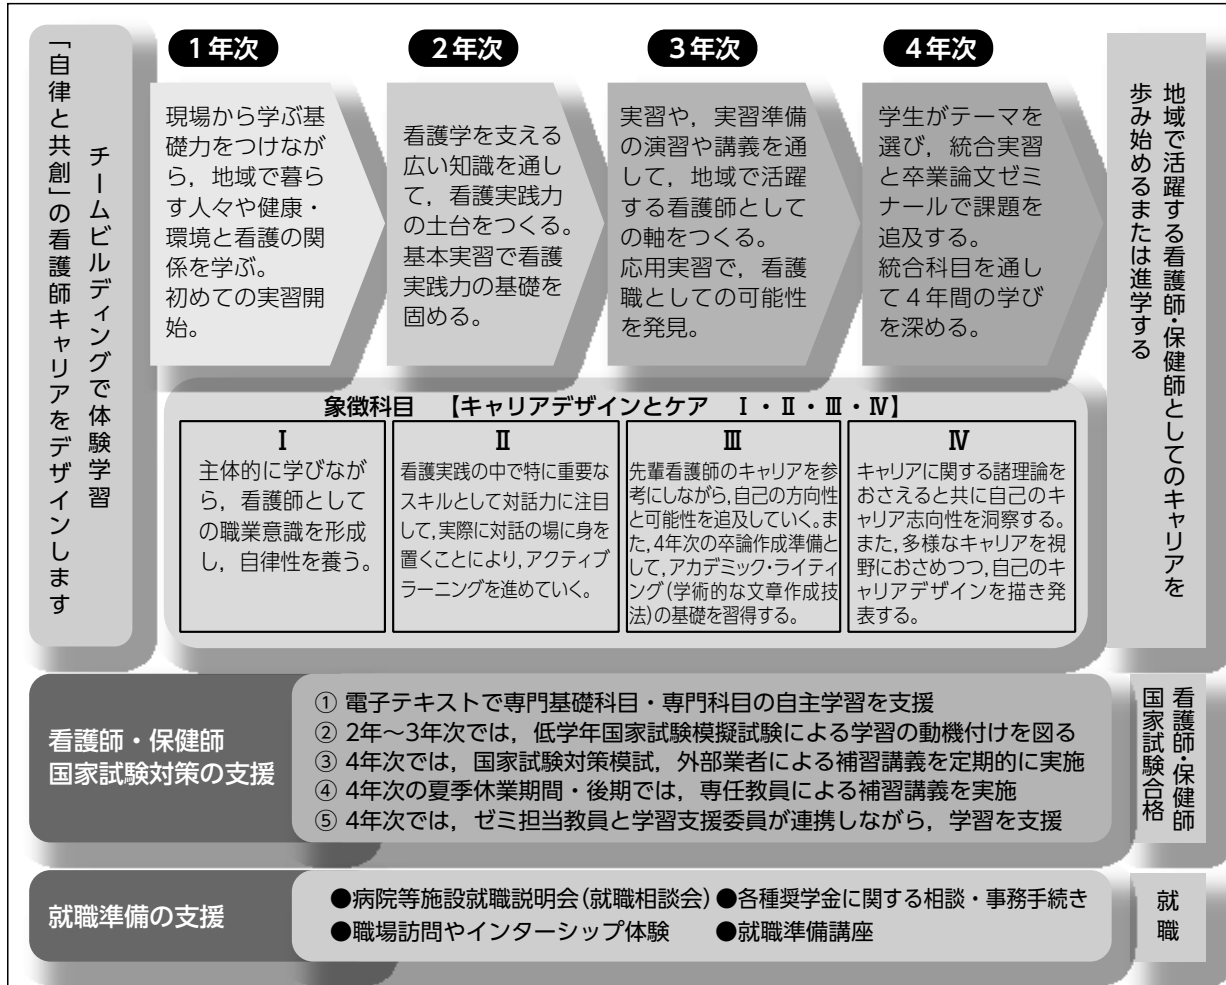 「自律と共創」の看護師キャリアをデザインします
チームビルディングで体験学習
1年次
現場から学ぶ基
礎力をつけなが
ら，地域で暮ら
す人々や健康・
環境と看護の関
係を学ぶ。
初めての実習開
始。
2年次
看護学を支える
広い知識を通し
て，看護実践力
の土台をつくる。
基本実習で看護
実践力の基礎を
固める。
3年次
実習や，実習準備
の演習や講義を通
して，地域で活躍
する看護師として
の軸をつくる。
応用実習で，看護
職としての可能性
を発見。
4年次
学生がテーマを
選び，統合実習
と卒業論文ゼミ
ナールで課題を
追及する。
統合科目を通し
て４年間の学び
を深める。
地域で活躍する看護師・保健師としてのキャリアを
歩み始めるまたは進学する
象徴科目　【キャリアデザインとケア　Ⅰ・Ⅱ・Ⅲ・Ⅳ】
Ⅰ
主体的に学びなが
ら，看護師として
の職業意識を形成
し，自律性を養う。
Ⅱ
看護実践の中で特に重要な
スキルとして対話力に注目
して，実際に対話の場に身を
置くことにより，アクティブ
ラーニングを進めていく。
Ⅲ
先輩看護師のキャリアを参
考にしながら，自己の方向性
と可能性を追及していく。ま
た，4年次の卒論作成準備と
して，アカデミック・ライティ
ング（学術的な文章作成技
法）の基礎を習得する。
Ⅳ
キャリアに関する諸理論を
おさえると共に自己のキ
ャリア志向性を洞察する。
また，多様なキャリアを視
野におさめつつ，自己のキ
ャリアデザインを描き発
表する。
看護師・保健師
国家試験対策の支援
① 電子テキストで専門基礎科目・専門科目の自主学習を支援
② 2年～3年次では，低学年国家試験模擬試験による学習の動機付けを図る
③ 4年次では，国家試験対策模試，外部業者による補習講義を定期的に実施
④ 4年次の夏季休業期間・後期では，専任教員による補習講義を実施
⑤ 4年次では，ゼミ担当教員と学習支援委員が連携しながら，学習を支援
看護師・保健師
国家試験合格
就職準備の支援
●病院等施設就職説明会（就職相談会）●各種奨学金に関する相談・事務手続き
●職場訪問やインターシップ体験　●就職準備講座
就職